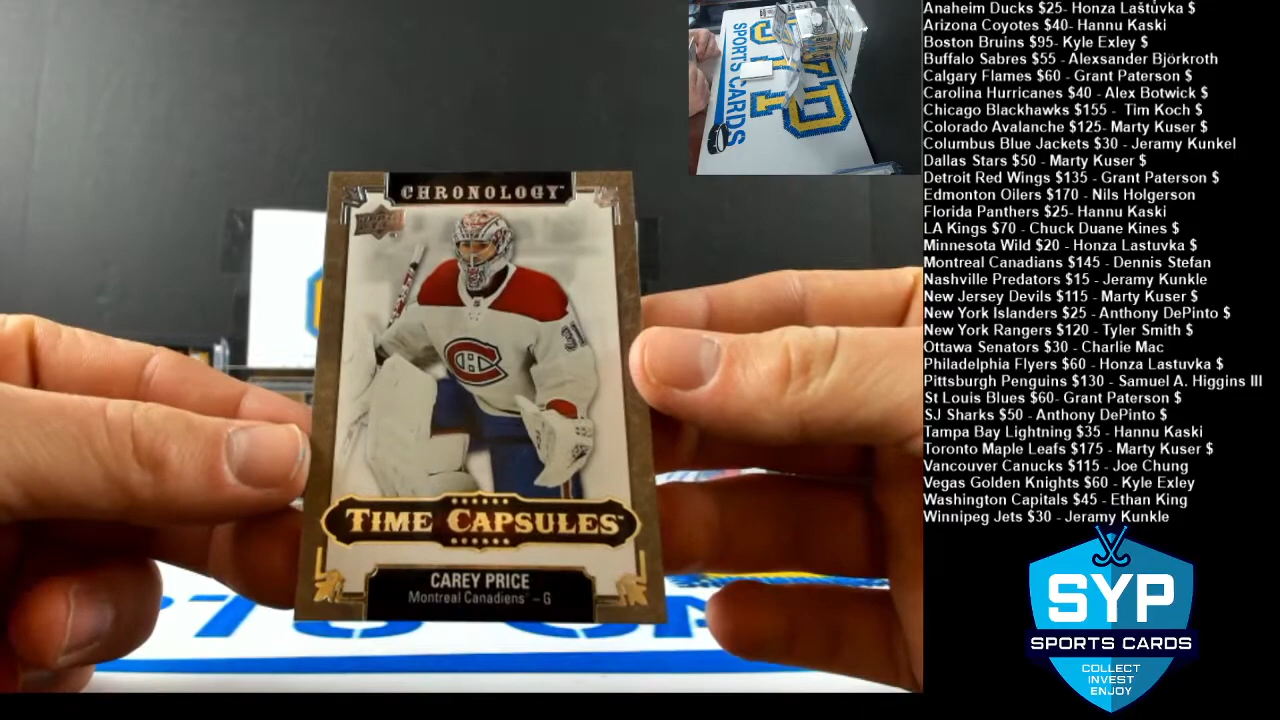 CHRONOLOGY™
UPPER DECK
31
TIME CAPSULES™
CAREY PRICE
Montreal Canadiens™ – G
SPORTS CARDS
SYP
Anaheim Ducks $25- Honza Laštůvka $
Arizona Coyotes $40- Hannu Kaski
Boston Bruins $95- Kyle Exley $
Buffalo Sabres $55 - Alexsander Björkroth
Calgary Flames $60 - Grant Paterson $
Carolina Hurricanes $40 - Alex Botwick $
Chicago Blackhawks $155 - Tim Koch $
Colorado Avalanche $125- Marty Kuser $
Columbus Blue Jackets $30 - Jeramy Kunkel
Dallas Stars $50 - Marty Kuser $
Detroit Red Wings $135 - Grant Paterson $
Edmonton Oilers $170 - Nils Holgerson
Florida Panthers $25- Hannu Kaski
LA Kings $70 - Chuck Duane Kines $
Minnesota Wild $20 - Honza Lastuvka $
Montreal Canadians $145 - Dennis Stefan
Nashville Predators $15 - Jeramy Kunkle
New Jersey Devils $115 - Marty Kuser $
New York Islanders $25 - Anthony DePinto $
New York Rangers $120 - Tyler Smith $
Ottawa Senators $30 - Charlie Mac
Philadelphia Flyers $60 - Honza Lastuvka $
Pittsburgh Penguins $130 - Samuel A. Higgins III
St Louis Blues $60- Grant Paterson $
SJ Sharks $50 - Anthony DePinto $
Tampa Bay Lightning $35 - Hannu Kaski
Toronto Maple Leafs $175 - Marty Kuser $
Vancouver Canucks $115 - Joe Chung
Vegas Golden Knights $60 - Kyle Exley
Washington Capitals $45 - Ethan King
Winnipeg Jets $30 - Jeramy Kunkle
SYP
SPORTS CARDS
COLLECT
INVEST
ENJOY